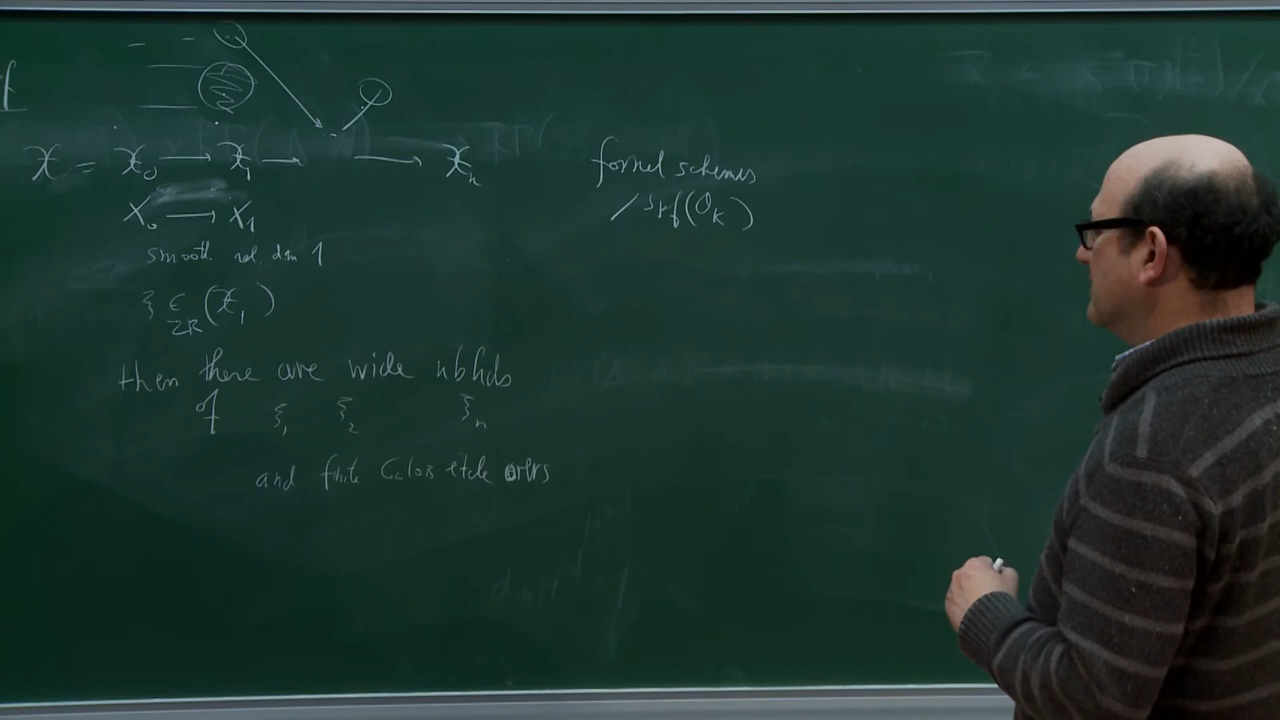 𝔛 = 𝔛₀ → 𝔛₁ → → 𝔛ₙ
formal schemes
/ Spf(O_K)
X₀ → X₁
smooth rel. dim 1
ξ ∈ ZR (𝔛₁)
then there are wide nbhds
of ξ₁ ξ₂ ξₙ
and finite Galois etale covers